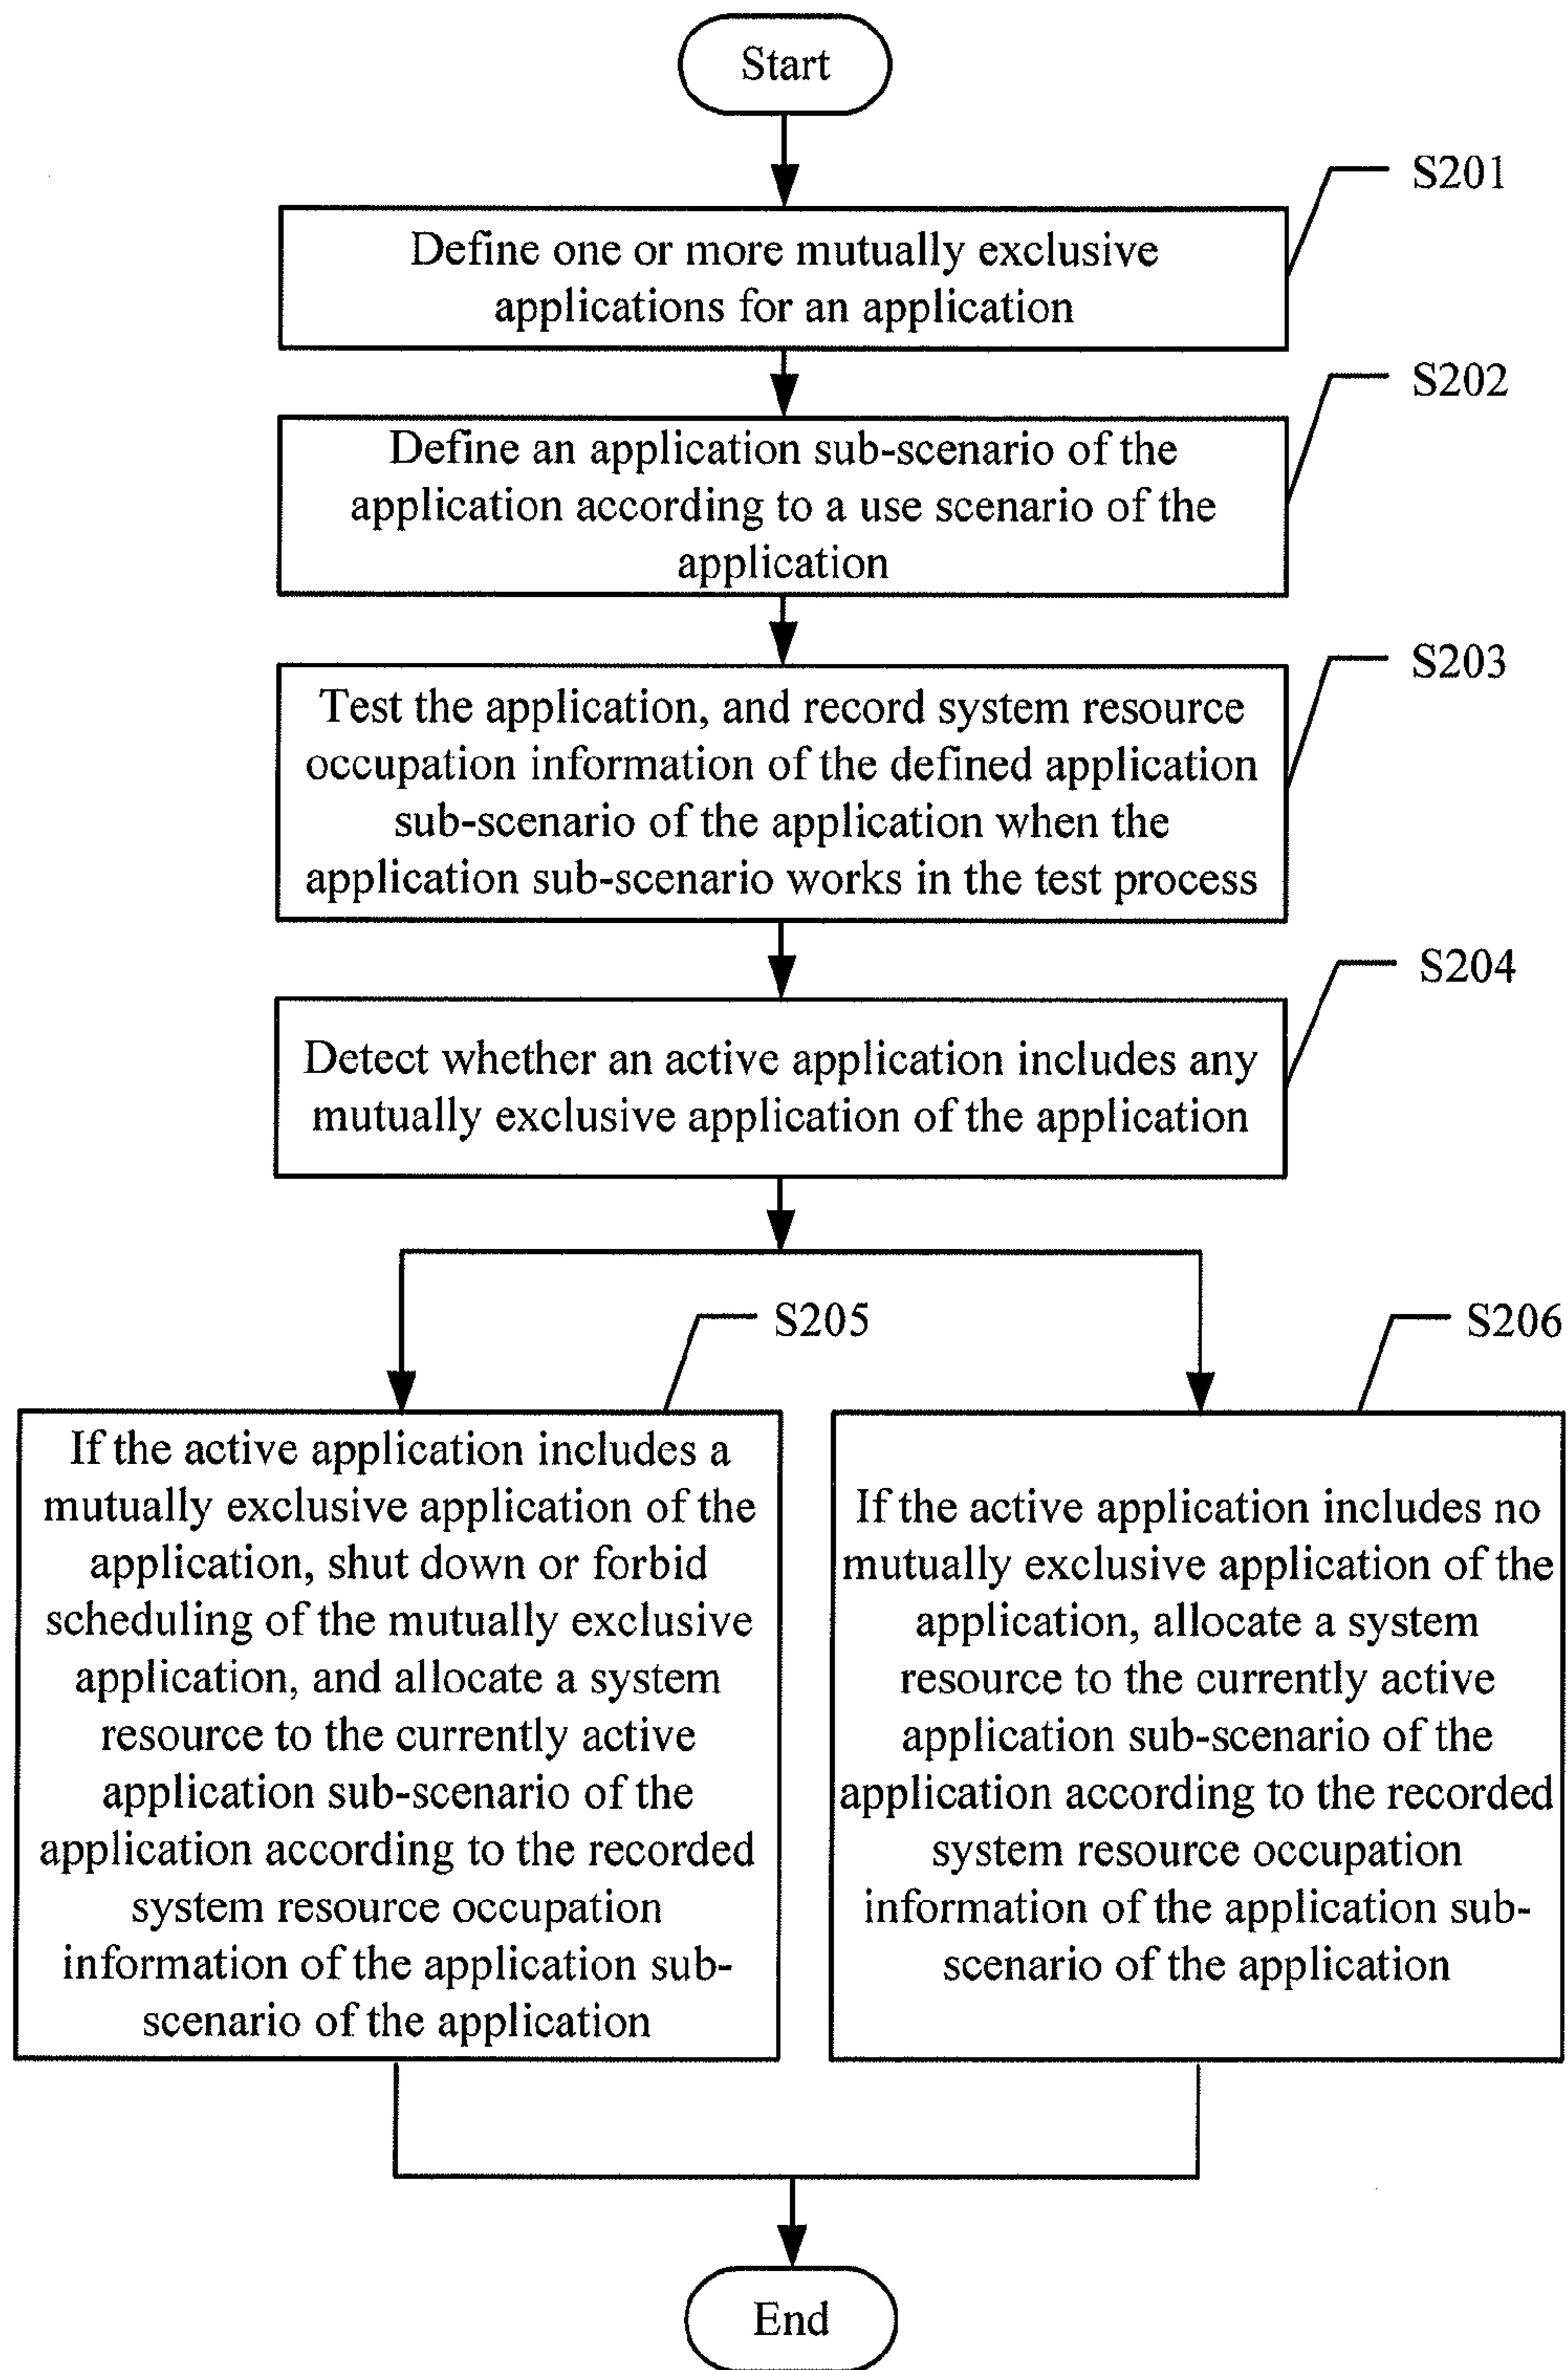 Start
S201
Define one or more mutually exclusive
applications for an application
S202
Define an application sub-scenario of the
application according to a use scenario of the
application
S203
Test the application, and record system resource
occupation information of the defined application
sub-scenario of the application when the
application sub-scenario works in the test process
S204
Detect whether an active application includes any
mutually exclusive application of the application
S205
If the active application includes a
mutually exclusive application of the
application, shut down or forbid
scheduling of the mutually exclusive
application, and allocate a system
resource to the currently active
application sub-scenario of the
application according to the recorded
system resource occupation
information of the application sub-
scenario of the application
S206
If the active application includes no
mutually exclusive application of the
application, allocate a system
resource to the currently active
application sub-scenario of the
application according to the recorded
system resource occupation
information of the application sub-
scenario of the application
End